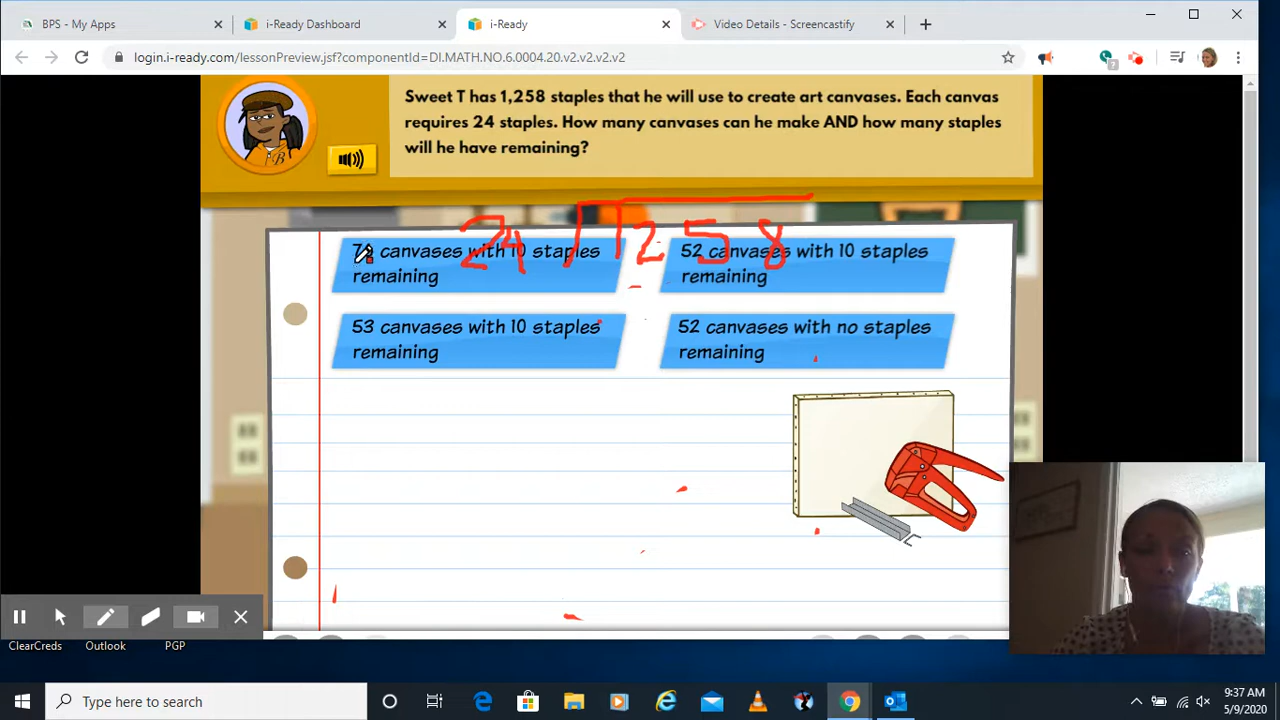 BPS - My Apps
i-Ready Dashboard
i-Ready
Video Details - Screencastify
login.i-ready.com/lessonPreview.jsf?componentId=DI.MATH.NO.6.0004.20.v2.v2.v2.v2
Sweet T has 1,258 staples that he will use to create art canvases. Each canvas
requires 24 staples. How many canvases can he make AND how many staples
will he have remaining?
24 1258
canvases with 10 staples
remaining
52 canvases with 10 staples
remaining
53 canvases with 10 staples
remaining
52 canvases with no staples
remaining
B
ClearCreds
Outlook
PGP
Type here to search
9:37 AM
5/9/2020